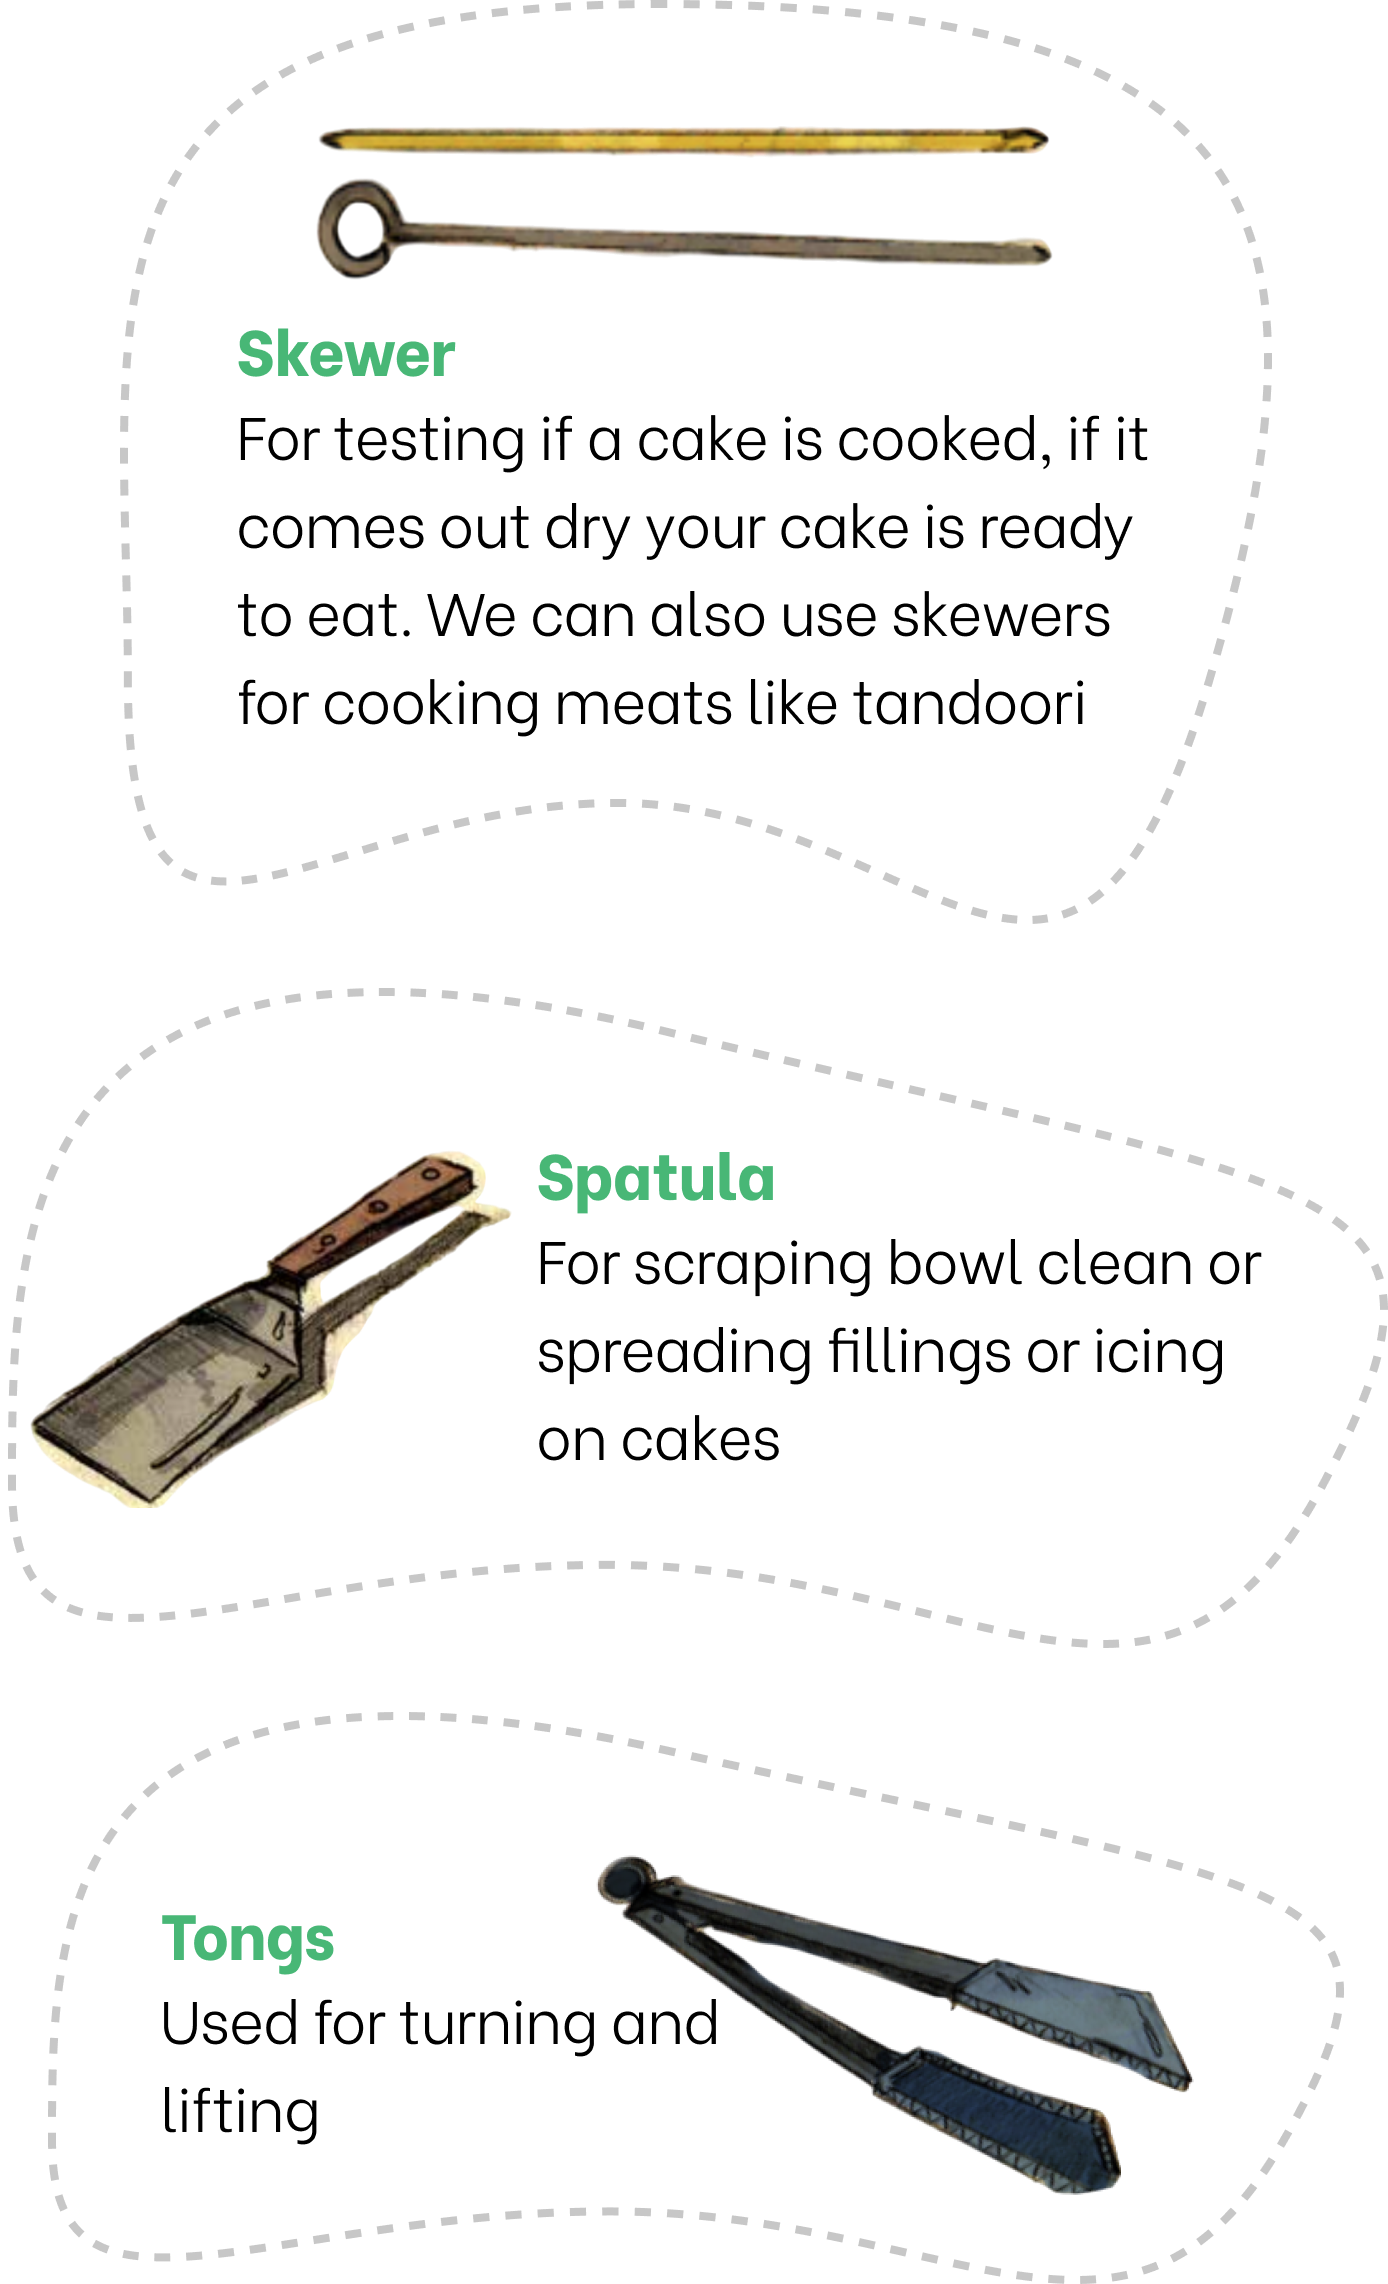 Skewer
For testing if a cake is cooked, if it
comes out dry your cake is ready
to eat. We can also use skewers
for cooking meats like tandoori
Spatula
For scraping bowl clean or
spreading fillings or icing
on cakes
Tongs
Used for turning and
lifting